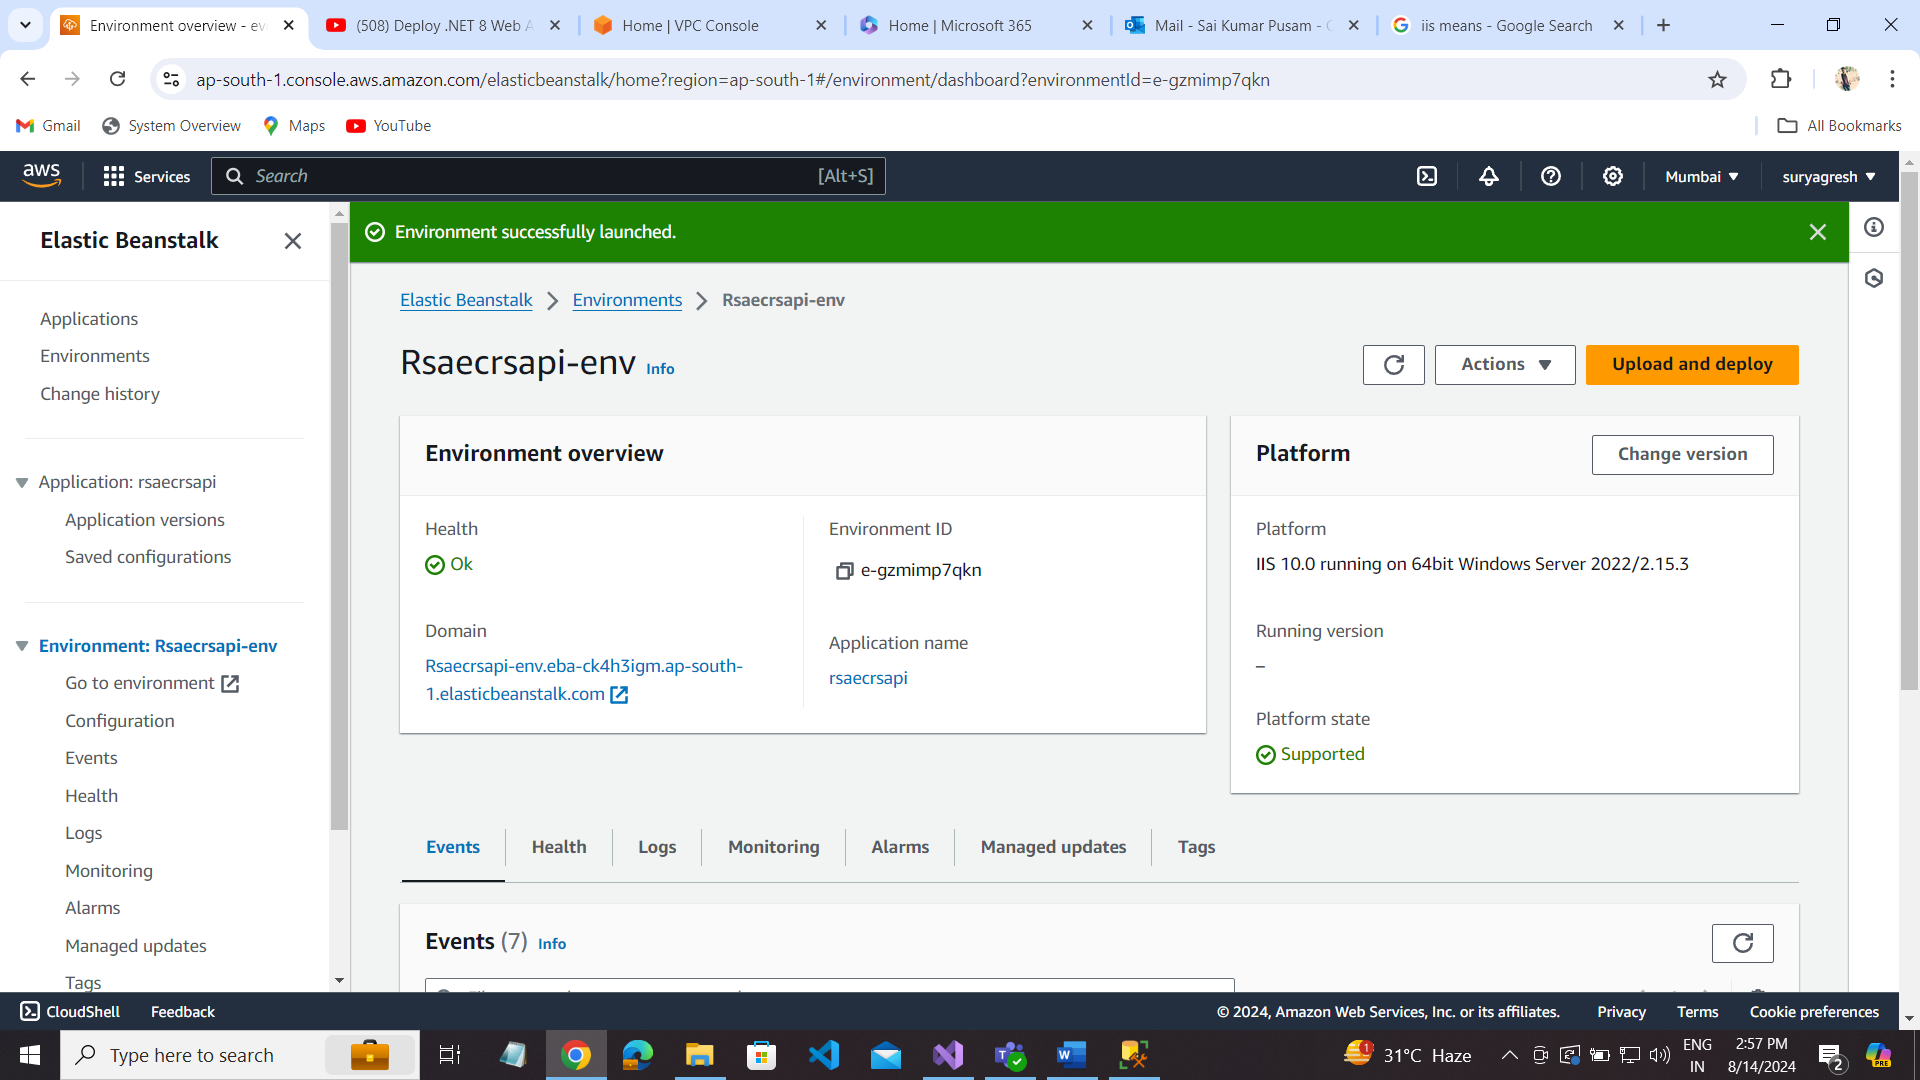 Environment overview - ev
(508) Deploy .NET 8 Web A
Home | VPC Console
Home | Microsoft 365
Mail - Sai Kumar Pusam - 
iis means - Google Search
ap-south-1.console.aws.amazon.com/elasticbeanstalk/home?region=ap-south-1#/environment/dashboard?environmentId=e-gzmimp7qkn
Gmail
System Overview
Maps
YouTube
All Bookmarks
aws
Services
Search
[Alt+S]
Mumbai
suryagresh
Elastic Beanstalk
Applications
Environments
Change history
Application: rsaecrsapi
Application versions
Saved configurations
Environment: Rsaecrsapi-env
Go to environment
Configuration
Events
Health
Logs
Monitoring
Alarms
Managed updates
Tags
Environment successfully launched.
Elastic Beanstalk
Environments
Rsaecrsapi-env
Rsaecrsapi-env Info
Actions
Upload and deploy
Environment overview
Health
Ok
Domain
Rsaecrsapi-env.eba-ck4h3igm.ap-south-
1.elasticbeanstalk.com
Environment ID
e-gzmimp7qkn
Application name
rsaecrsapi
Platform
Change version
Platform
IIS 10.0 running on 64bit Windows Server 2022/2.15.3
Running version
–
Platform state
Supported
Events
Health
Logs
Monitoring
Alarms
Managed updates
Tags
Events (7) Info
CloudShell
Feedback
© 2024, Amazon Web Services, Inc. or its affiliates.
Privacy
Terms
Cookie preferences
Type here to search
1
31°C Haze
ENG
IN
2:57 PM
8/14/2024
2
PRE